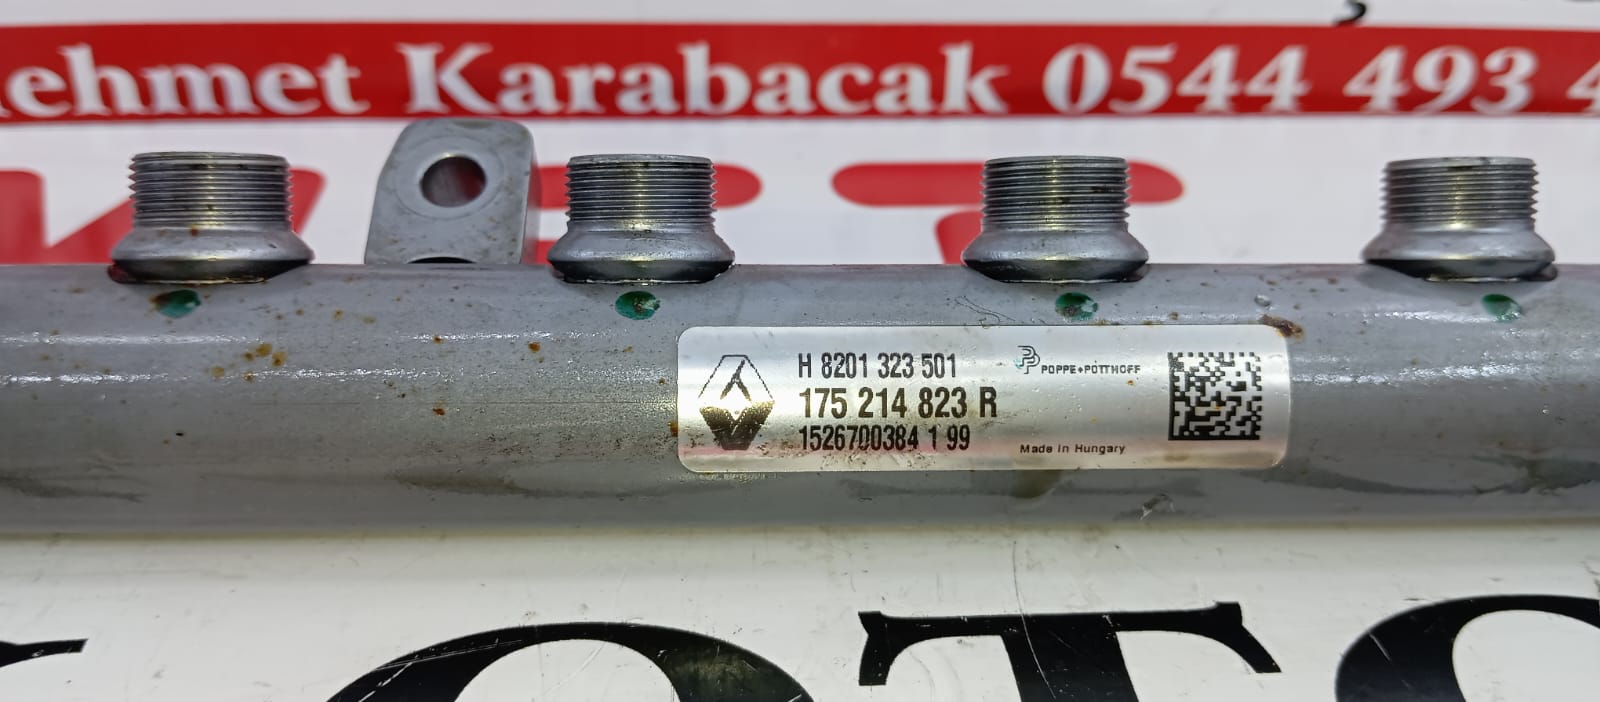 ehmet Karabacak 0544 493 4
H 8201 323 501
POPPE+POTTHOFF
175 214 823 R
1526700384 1 99
Made in Hungary
OTS